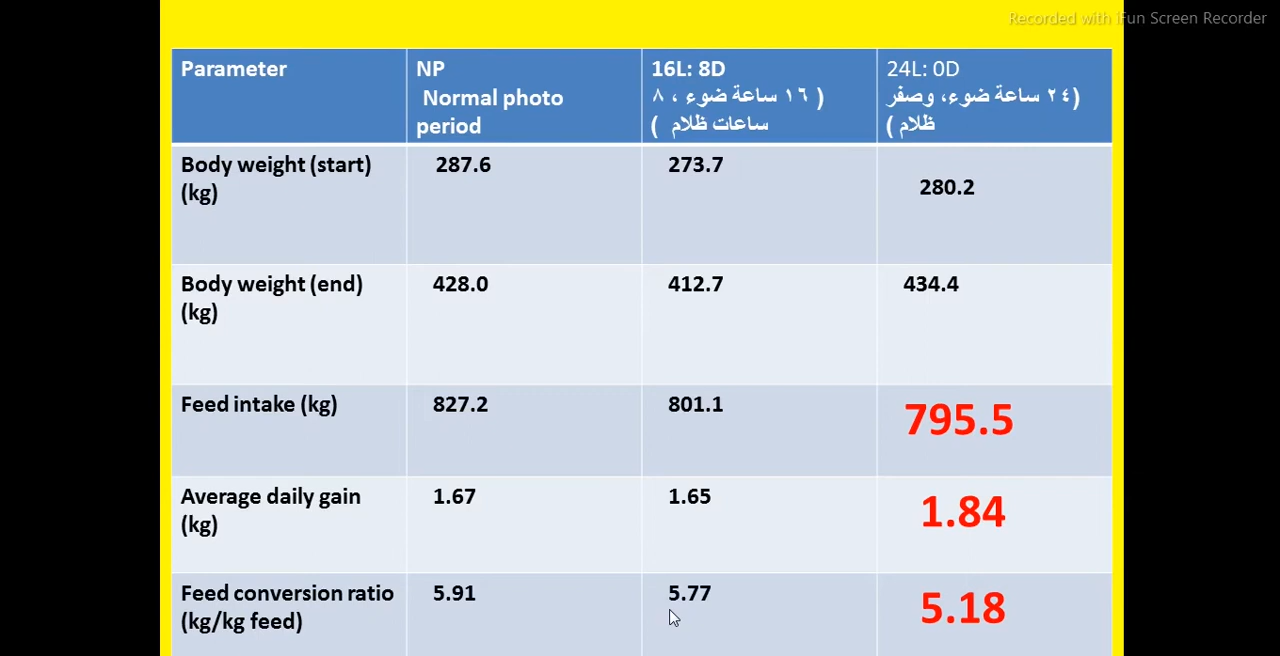 Recorded with iFun Screen Recorder
Parameter
NP
Normal photo
period
16L: 8D
( ١٦ ساعة ضوء ، ٨
ساعات ظلام )
24L: 0D
(٢٤ ساعة ضوء، وصفر
ظلام )
Body weight (start)
(kg)
287.6
273.7
280.2
Body weight (end)
(kg)
428.0
412.7
434.4
Feed intake (kg)
827.2
801.1
795.5
Average daily gain
(kg)
1.67
1.65
1.84
Feed conversion ratio
(kg/kg feed)
5.91
5.77
5.18